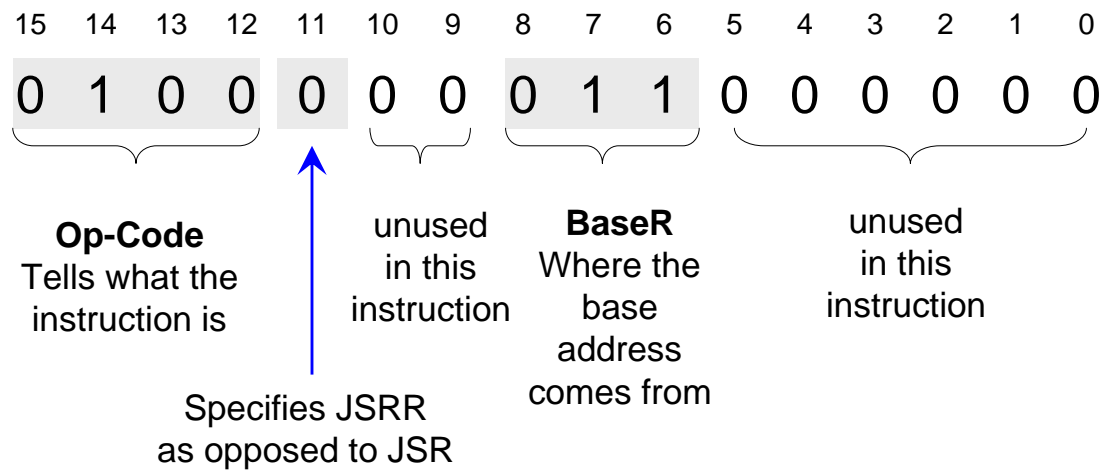 15 14 13 12 11 10 9 8 7 6 5 4 3 2 1 0
0 1 0 0 0 0 0 0 1 1 0 0 0 0 0 0
Op-Code
Tells what the
instruction is
Specifies JSRR
as opposed to JSR
unused
in this
instruction
BaseR
Where the
base
address
comes from
unused
in this
instruction